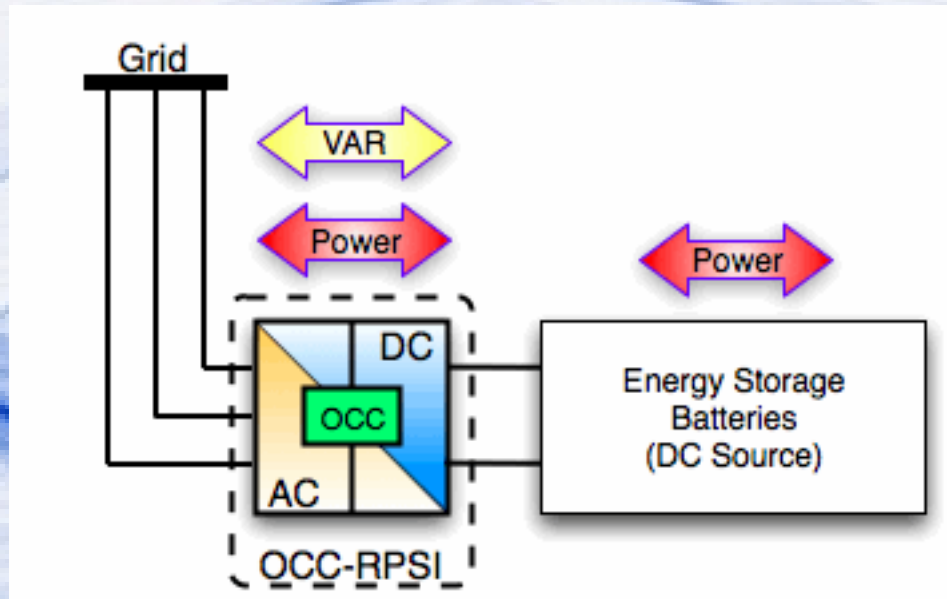 Grid
VAR
Power
Power
DC
OCC
AC
OCC-RPSI
Energy Storage
Batteries
(DC Source)